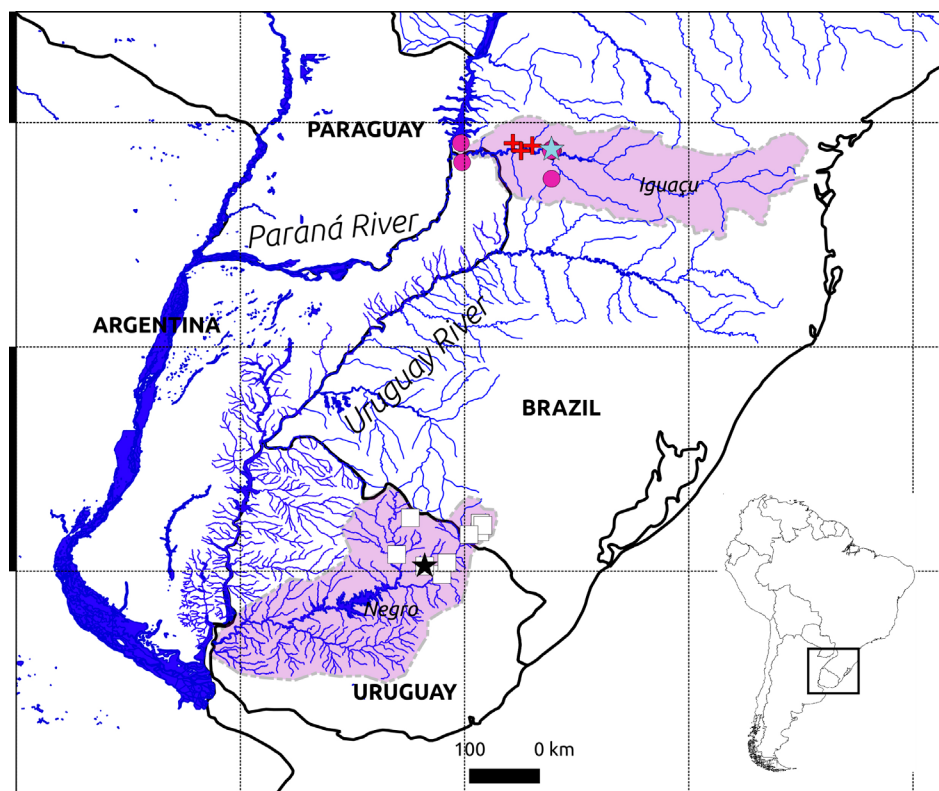 PARAGUAY
Iguaçu
Paraná River
ARGENTINA
Uruguay River
BRAZIL
Negro
URUGUAY
100 0 km